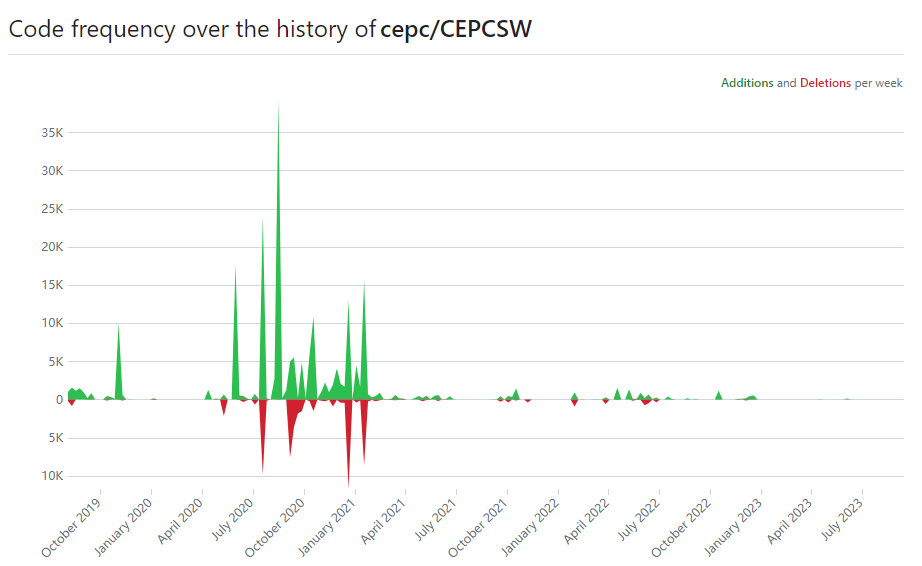 Code frequency over the history of cepc/CEPCSW
Additions and Deletions per week
35K
30K
25K
20K
15K
10K
5K
0
5K
10K
October 2019
January 2020
April 2020
July 2020
October 2020
January 2021
April 2021
July 2021
October 2021
January 2022
April 2022
July 2022
October 2022
January 2023
April 2023
July 2023